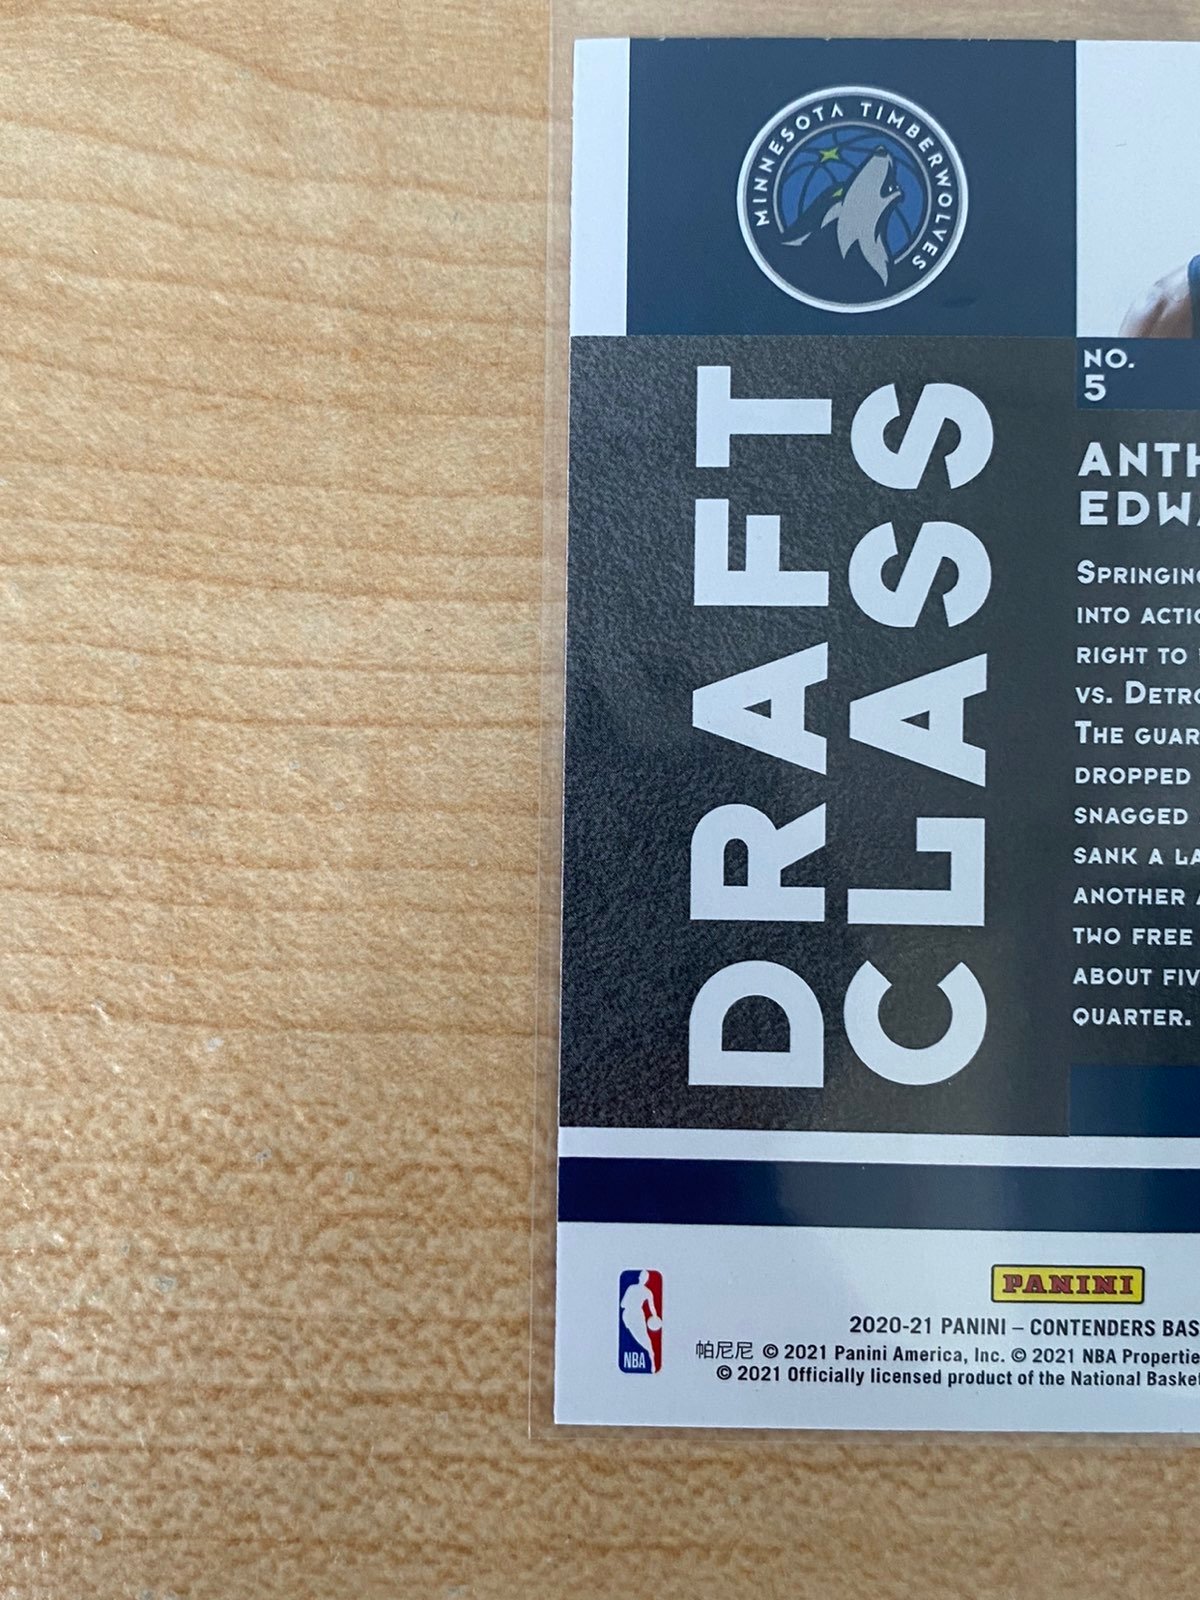 MINNESOTA TIMBERWOLVES
NO.
5
DRAFT
CLASS
ANTH
EDWA
SPRINGING
INTO ACTIO
RIGHT TO
VS. DETRO
THE GUAR
DROPPED
SNAGGED
SANK A LA
ANOTHER A
TWO FREE
ABOUT FIV
QUARTER.
PANINI
NBA
2020-21 PANINI – CONTENDERS BAS
帕尼尼 © 2021 Panini America, Inc. © 2021 NBA Propertie
© 2021 Officially licensed product of the National Basket